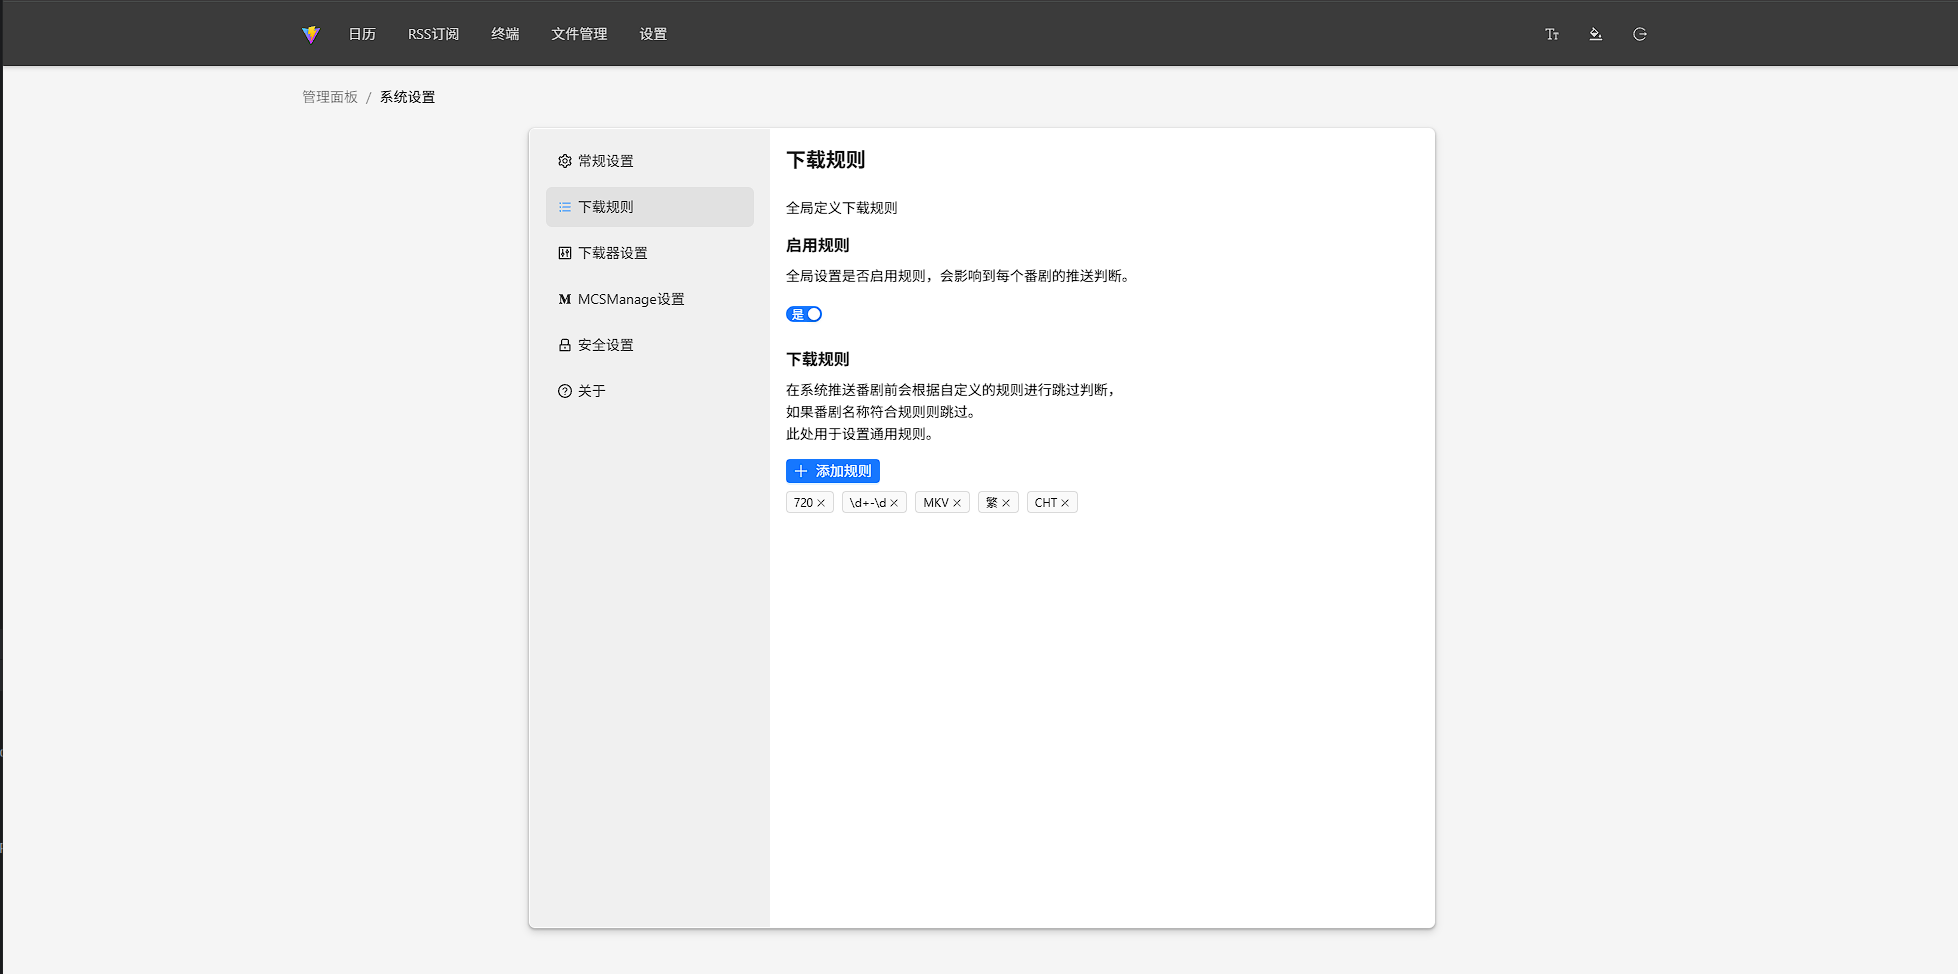 日历 RSS订阅 终端 文件管理 设置
管理面板 / 系统设置
常规设置
下载规则
下载器设置
MCSManage设置
安全设置
关于
下载规则
全局定义下载规则
启用规则
全局设置是否启用规则，会影响到每个番剧的推送判断。
是
下载规则
在系统推送番剧前会根据自定义的规则进行跳过判断，
如果番剧名称符合规则则跳过。
此处用于设置通用规则。
添加规则
720 \d+-\d MKV 繁 CHT